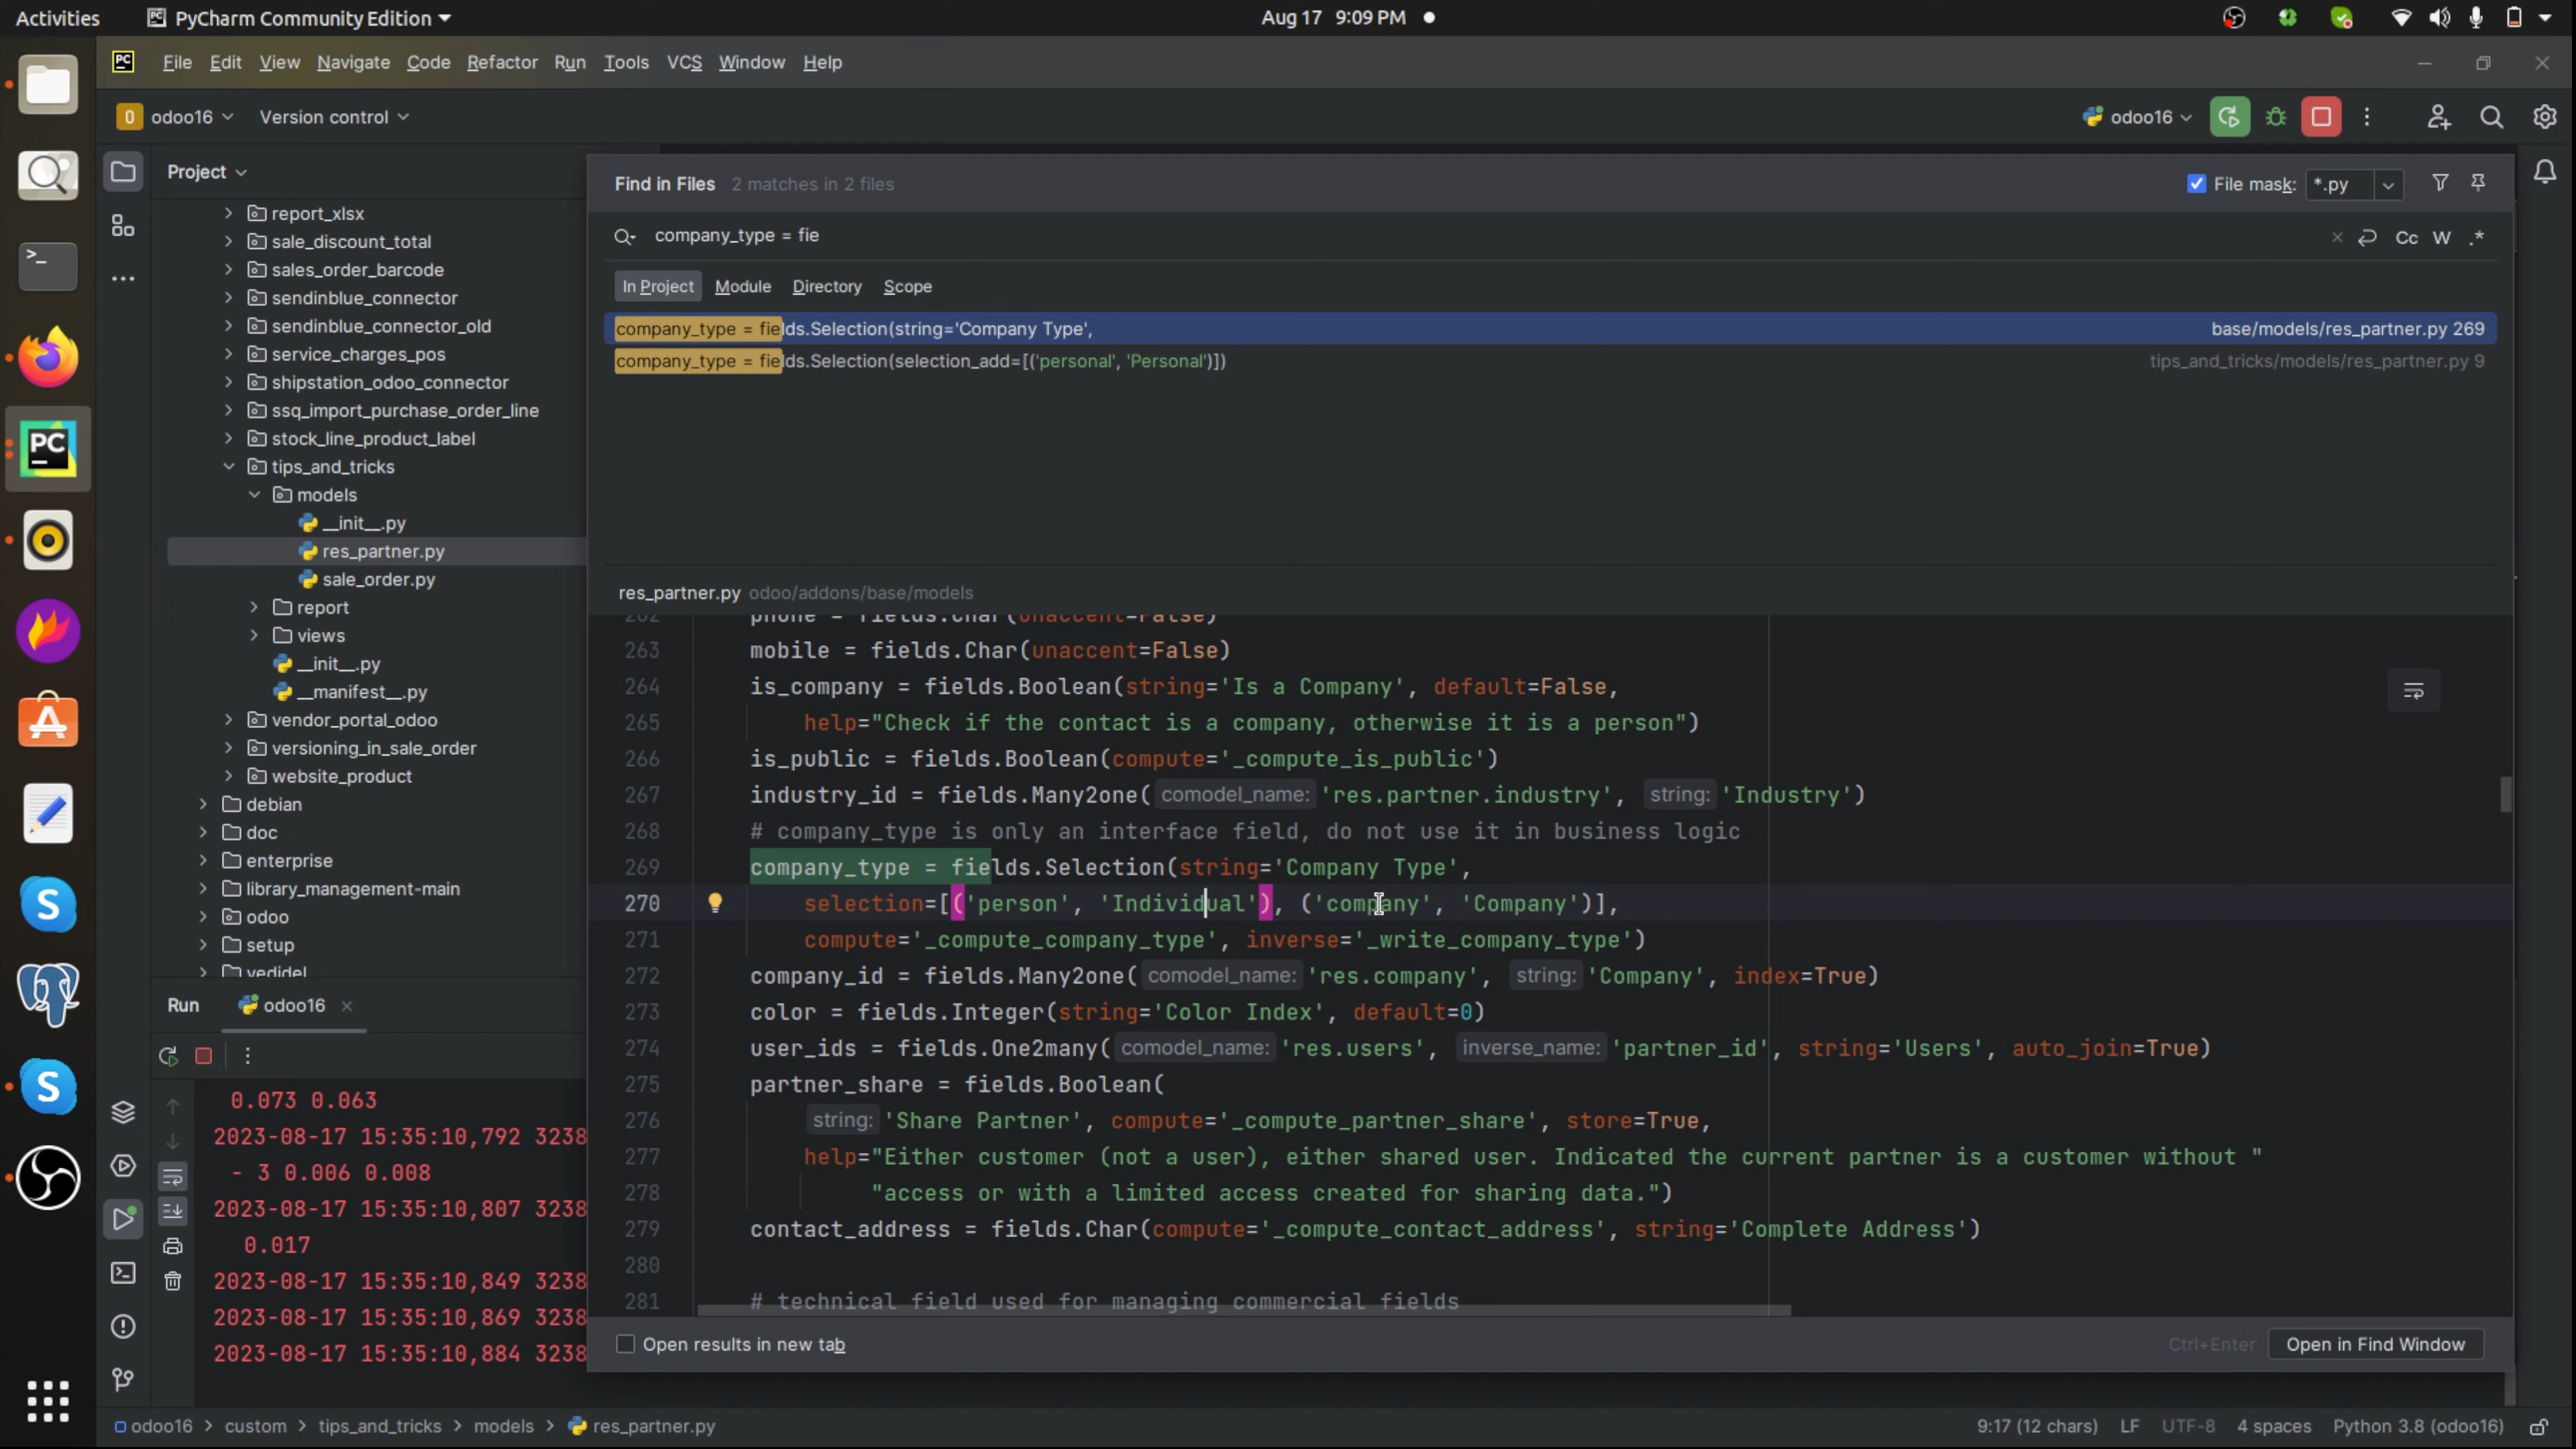 Activities
PyCharm Community Edition
Aug 17 9:09 PM
PC
File Edit View Navigate Code Refactor Run Tools VCS Window Help
O odoo16
Version control
odoo16
Project
report_xlsx
sale_discount_total
sales_order_barcode
sendinblue_connector
sendinblue_connector_old
service_charges_pos
shipstation_odoo_connector
ssq_import_purchase_order_line
stock_line_product_label
tips_and_tricks
models
__init__.py
res_partner.py
sale_order.py
report
views
__init__.py
__manifest__.py
vendor_portal_odoo
versioning_in_sale_order
website_product
debian
doc
enterprise
library_management-main
odoo
setup
vedidel
Find in Files 2 matches in 2 files
File mask: *.py
company_type = fie
Cc W .*
In Project Module Directory Scope
company_type = fields.Selection(string='Company Type', base/models/res_partner.py 269
company_type = fields.Selection(selection_add=[('personal', 'Personal')]) tips_and_tricks/models/res_partner.py 9
res_partner.py odoo/addons/base/models
262 phone = fields.Char(unaccent=False)
263 mobile = fields.Char(unaccent=False)
264 is_company = fields.Boolean(string='Is a Company', default=False,
265 help="Check if the contact is a company, otherwise it is a person")
266 is_public = fields.Boolean(compute='_compute_is_public')
267 industry_id = fields.Many2one( comodel_name: 'res.partner.industry', string: 'Industry')
268 # company_type is only an interface field, do not use it in business logic
269 company_type = fields.Selection(string='Company Type',
270 selection=[('person', 'Individual'), ('company', 'Company')],
271 compute='_compute_company_type', inverse='_write_company_type')
272 company_id = fields.Many2one( comodel_name: 'res.company', string: 'Company', index=True)
273 color = fields.Integer(string='Color Index', default=0)
274 user_ids = fields.One2many( comodel_name: 'res.users', inverse_name: 'partner_id', string='Users', auto_join=True)
275 partner_share = fields.Boolean(
276 string: 'Share Partner', compute='_compute_partner_share', store=True,
277 help="Either customer (not a user), either shared user. Indicated the current partner is a customer without "
278 "access or with a limited access created for sharing data.")
279 contact_address = fields.Char(compute='_compute_contact_address', string='Complete Address')
280
281 # technical field used for managing commercial fields
Open results in new tab
Ctrl+Enter
Open in Find Window
Run odoo16
0.073 0.063
2023-08-17 15:35:10,792 3238
- 3 0.006 0.008
2023-08-17 15:35:10,807 3238
0.017
2023-08-17 15:35:10,849 3238
2023-08-17 15:35:10,869 3238
2023-08-17 15:35:10,884 3238
PC
odoo16 > custom > tips_and_tricks > models > res_partner.py
9:17 (12 chars) LF UTF-8 4 spaces Python 3.8 (odoo16)